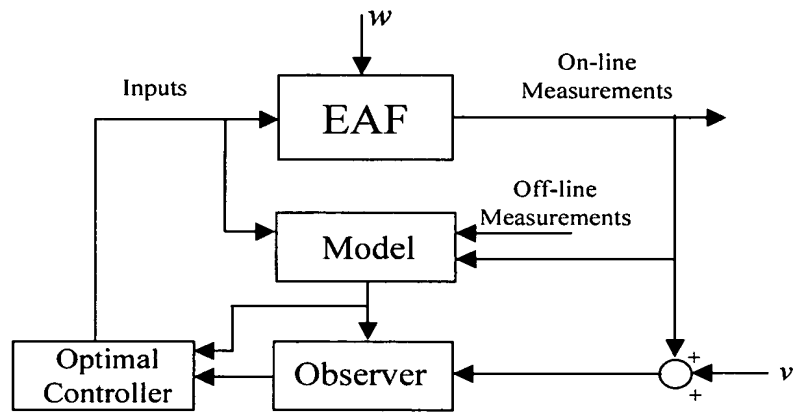 w
On-line
Measurements
Inputs
EAF
Off-line
Measurements
Model
Optimal
Controller
Observer
+
+
v